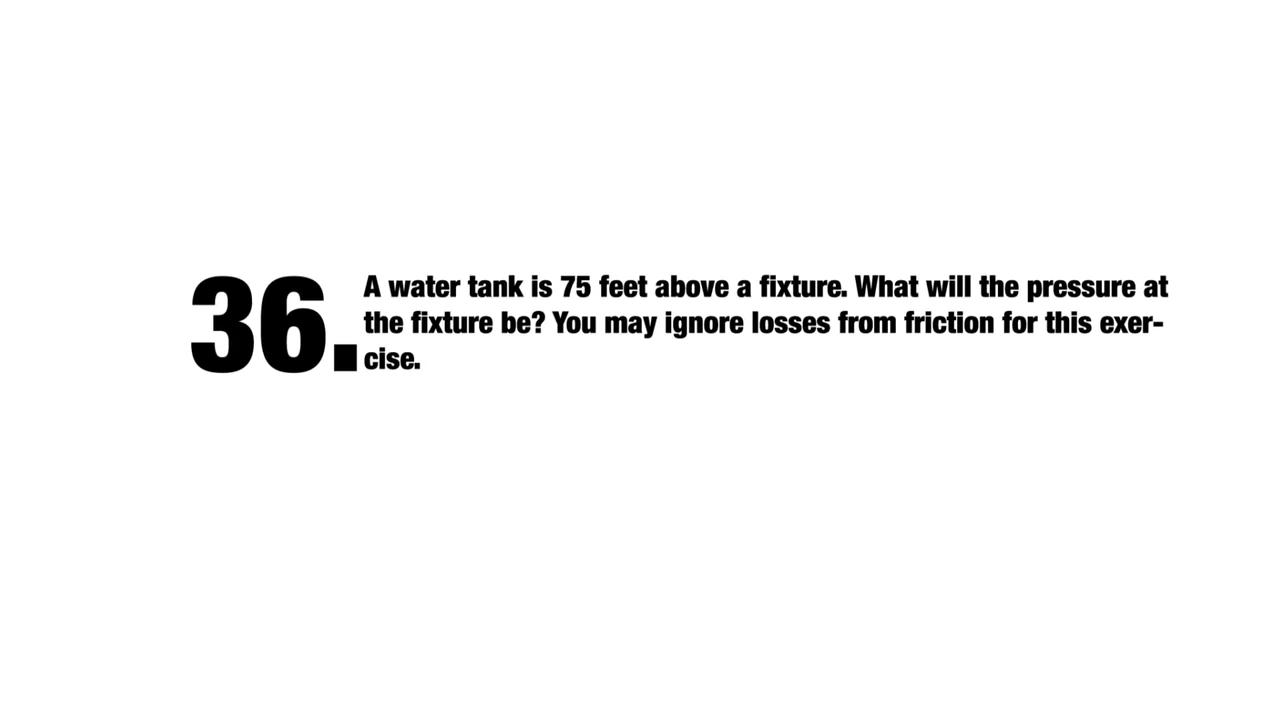 36. A water tank is 75 feet above a fixture. What will the pressure at
the fixture be? You may ignore losses from friction for this exer-
cise.